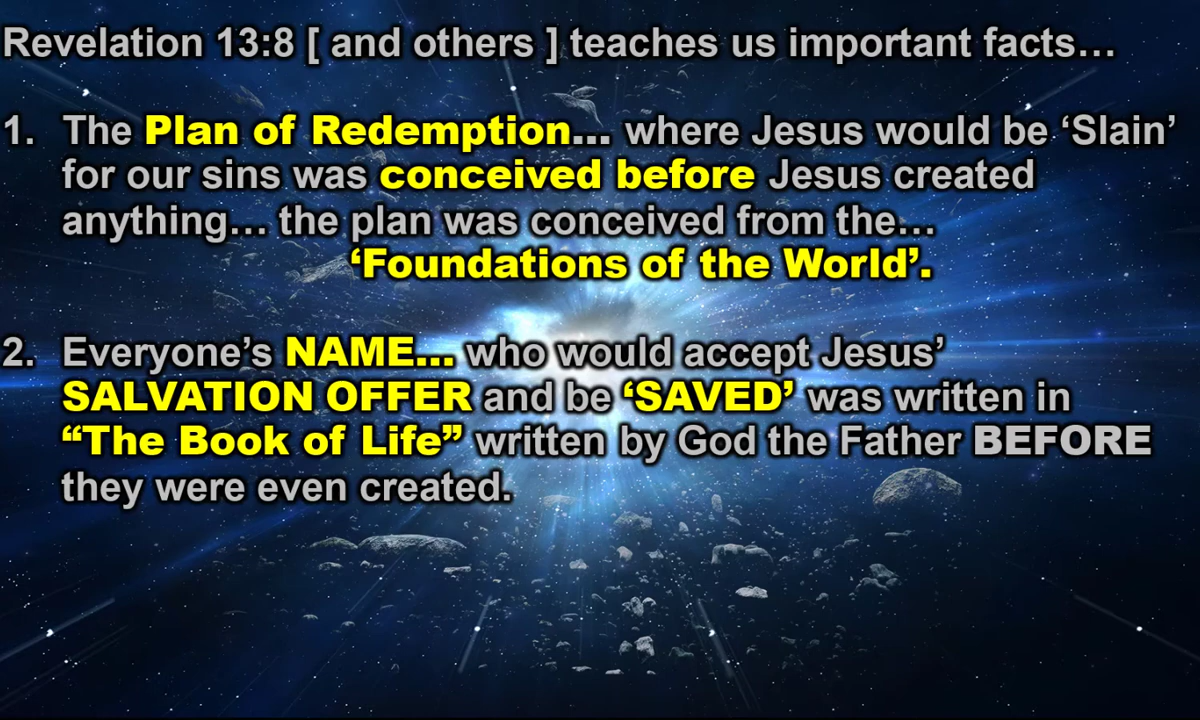 Revelation 13:8 [ and others ] teaches us important facts…
1. The Plan of Redemption… where Jesus would be ‘Slain’
for our sins was conceived before Jesus created
anything… the plan was conceived from the…
‘Foundations of the World’.
2. Everyone’s NAME… who would accept Jesus’
SALVATION OFFER and be ‘SAVED’ was written in
“The Book of Life” written by God the Father BEFORE
they were even created.